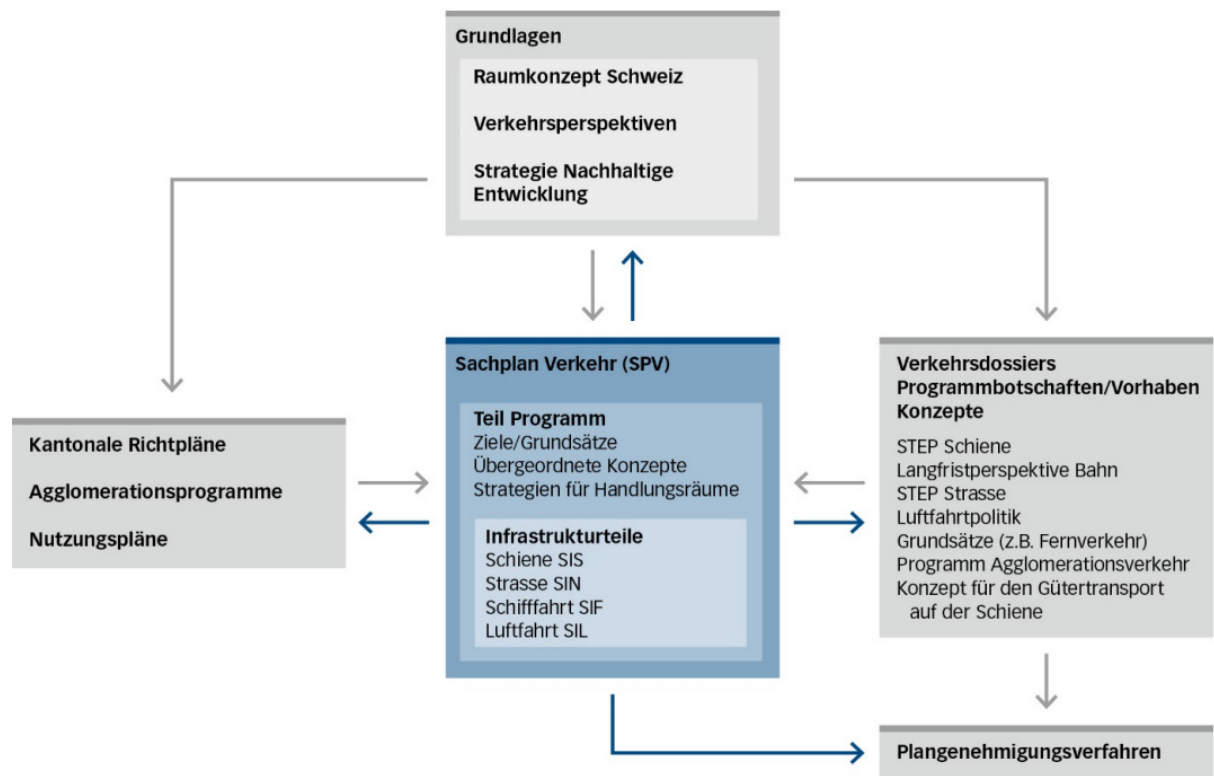 Grundlagen
Raumkonzept Schweiz
Verkehrsperspektiven
Strategie Nachhaltige
Entwicklung
Sachplan Verkehr (SPV)
Teil Programm
Ziele/Grundsätze
Übergeordnete Konzepte
Strategien für Handlungsräume
Infrastrukturteile
Schiene SIS
Strasse SIN
Schifffahrt SIF
Luftfahrt SIL
Kantonale Richtpläne
Agglomerationsprogramme
Nutzungspläne
Verkehrsdossiers
Programmbotschaften/Vorhaben
Konzepte
STEP Schiene
Langfristperspektive Bahn
STEP Strasse
Luftfahrtpolitik
Grundsätze (z.B. Fernverkehr)
Programm Agglomerationsverkehr
Konzept für den Gütertransport
auf der Schiene
Plangenehmigungsverfahren